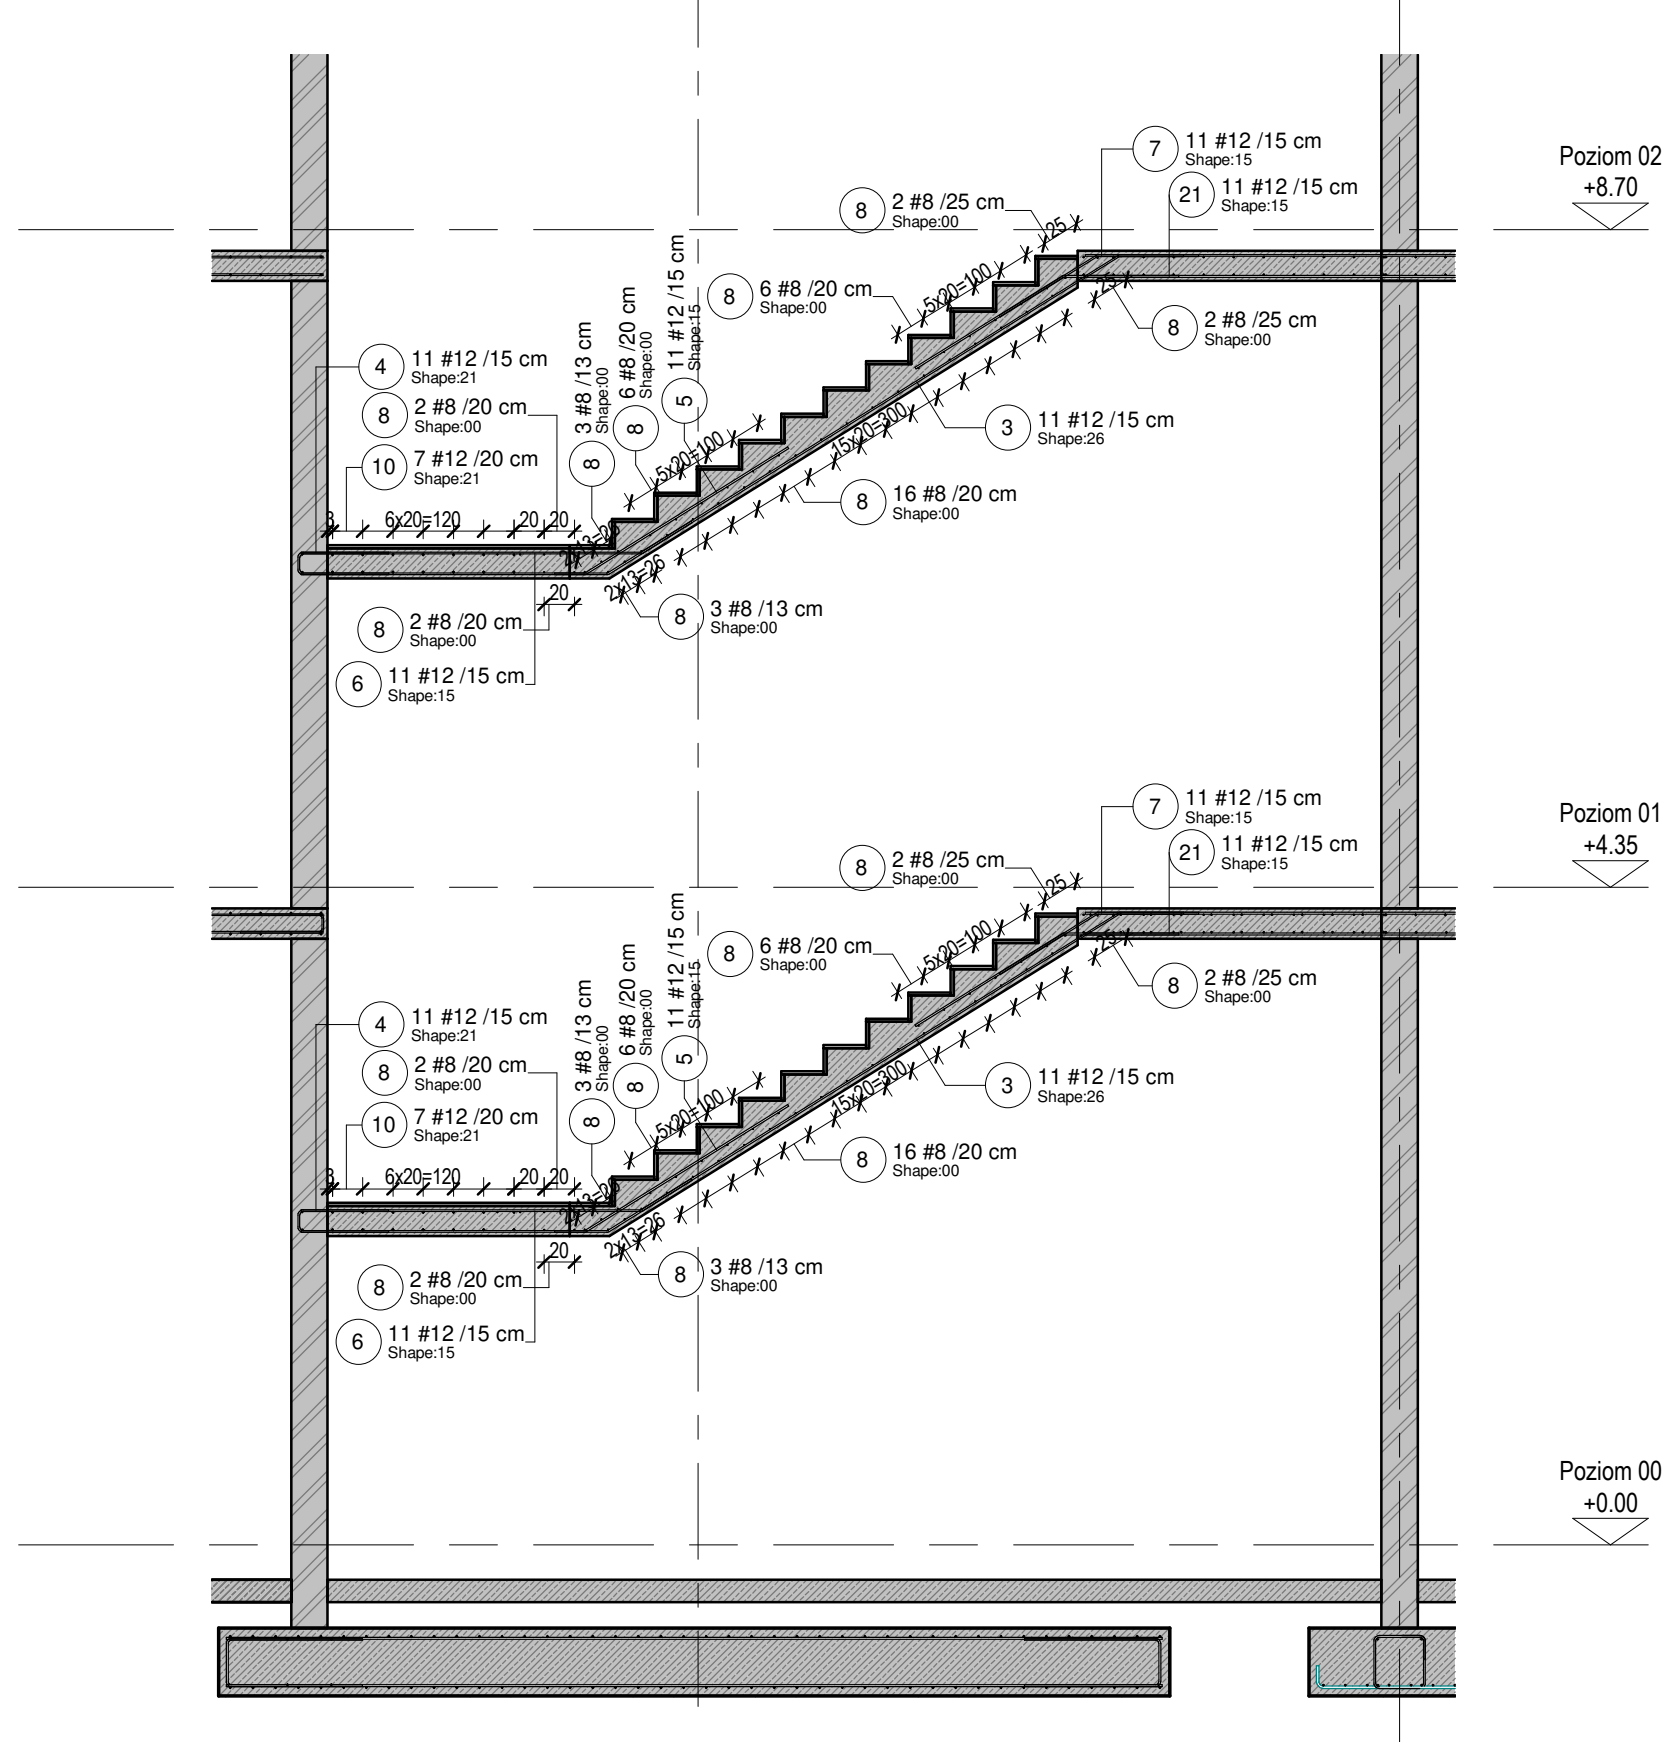 7
11 #12 /15 cm
Shape:15
Poziom 02
+8.70
21
11 #12 /15 cm
Shape:15
8
2 #8 /25 cm
Shape:00
25
8
6 #8 /20 cm
Shape:00
5x20=100
25
8
2 #8 /25 cm
Shape:00
4
11 #12 /15 cm
Shape:21
8
2 #8 /20 cm
Shape:00
10
7 #12 /20 cm
Shape:21
8
3 #8 /13 cm
Shape:00
8
6 #8 /20 cm
Shape:00
5
11 #12 /15 cm
Shape:15
5x20=100
15x20=300
3
11 #12 /15 cm
Shape:26
8
16 #8 /20 cm
Shape:00
3
6x20=120
20
20
2x13=26
2x13=26
20
8
3 #8 /13 cm
Shape:00
8
2 #8 /20 cm
Shape:00
6
11 #12 /15 cm
Shape:15
7
11 #12 /15 cm
Shape:15
Poziom 01
+4.35
21
11 #12 /15 cm
Shape:15
8
2 #8 /25 cm
Shape:00
25
8
6 #8 /20 cm
Shape:00
5x20=100
25
8
2 #8 /25 cm
Shape:00
4
11 #12 /15 cm
Shape:21
8
2 #8 /20 cm
Shape:00
10
7 #12 /20 cm
Shape:21
8
3 #8 /13 cm
Shape:00
8
6 #8 /20 cm
Shape:00
5
11 #12 /15 cm
Shape:15
5x20=100
15x20=300
3
11 #12 /15 cm
Shape:26
8
16 #8 /20 cm
Shape:00
3
6x20=120
20
20
2x13=26
2x13=26
20
8
3 #8 /13 cm
Shape:00
8
2 #8 /20 cm
Shape:00
6
11 #12 /15 cm
Shape:15
Poziom 00
+0.00